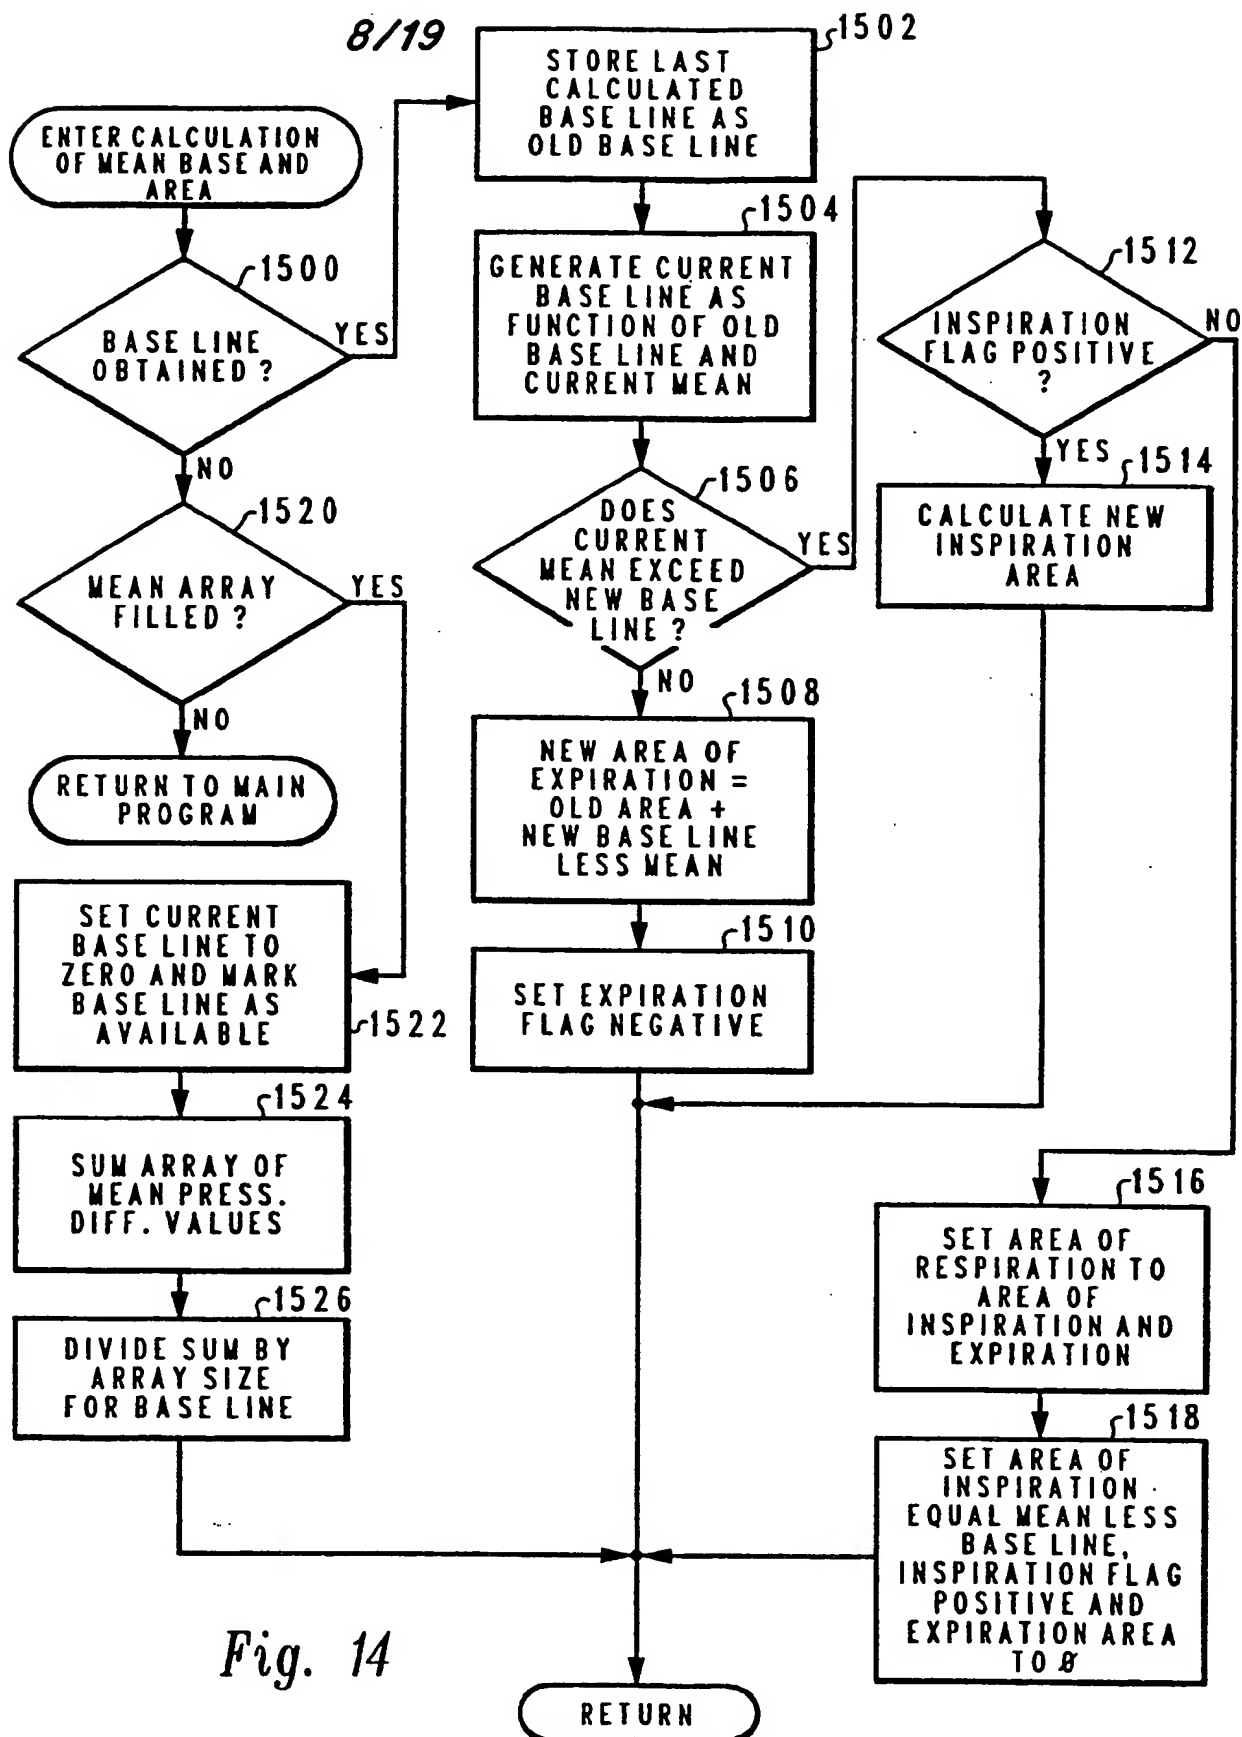 8/19
ENTER CALCULATION
OF MEAN BASE AND
AREA
1500
BASE LINE
OBTAINED ?
YES
NO
1520
MEAN ARRAY
FILLED ?
YES
NO
RETURN TO MAIN
PROGRAM
SET CURRENT
BASE LINE TO
ZERO AND MARK
BASE LINE AS
AVAILABLE
1522
1524
SUM ARRAY OF
MEAN PRESS.
DIFF. VALUES
1526
DIVIDE SUM BY
ARRAY SIZE
FOR BASE LINE
1502
STORE LAST
CALCULATED
BASE LINE AS
OLD BASE LINE
1504
GENERATE CURRENT
BASE LINE AS
FUNCTION OF OLD
BASE LINE AND
CURRENT MEAN
1506
DOES
CURRENT
MEAN EXCEED
NEW BASE
LINE ?
YES
NO
1508
NEW AREA OF
EXPIRATION =
OLD AREA +
NEW BASE LINE
LESS MEAN
1510
SET EXPIRATION
FLAG NEGATIVE
1512
INSPIRATION
FLAG POSITIVE
?
NO
YES
1514
CALCULATE NEW
INSPIRATION
AREA
1516
SET AREA OF
RESPIRATION TO
AREA OF
INSPIRATION AND
EXPIRATION
1518
SET AREA OF
INSPIRATION
EQUAL MEAN LESS
BASE LINE,
INSPIRATION FLAG
POSITIVE AND
EXPIRATION AREA
TO 0
RETURN
Fig. 14